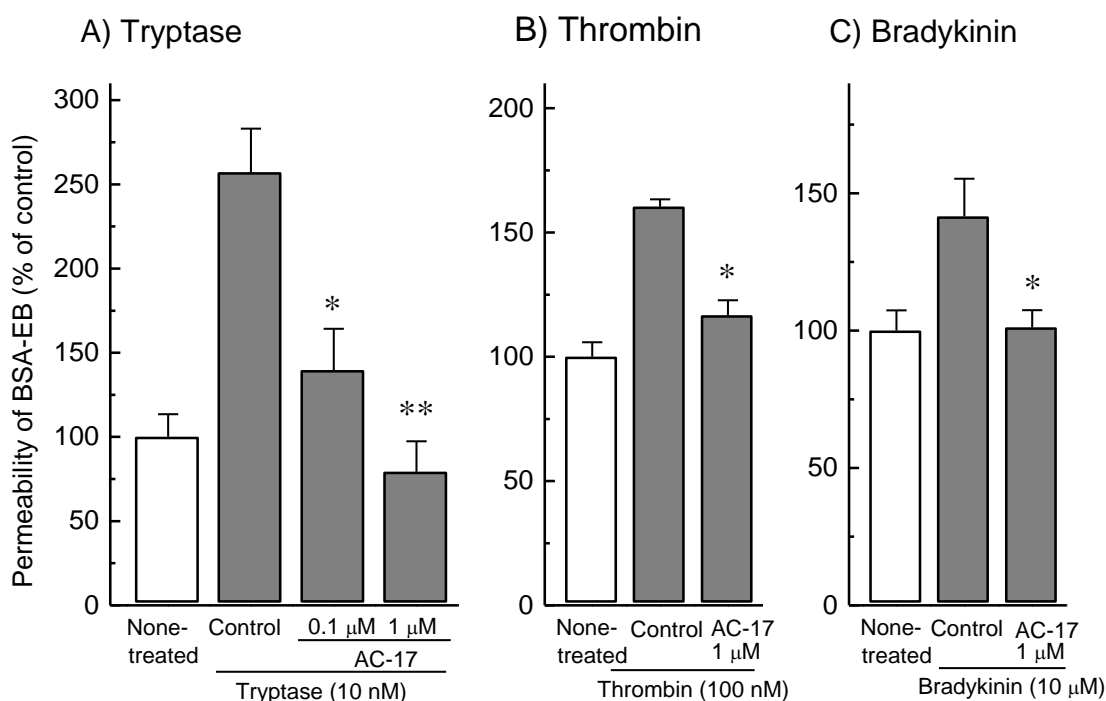 A) Tryptase
B) Thrombin
C) Bradykinin
Permeability of BSA-EB (% of control)
300
250
200
150
100
50
0
*
**
None-
treated
Control
0.1 μM 1 μM
AC-17
Tryptase (10 nM)
200
150
100
50
0
*
None-
treated
Control
AC-17
1 μM
Thrombin (100 nM)
150
100
50
0
*
None-
treated
Control
AC-17
1 μM
Bradykinin (10 μM)